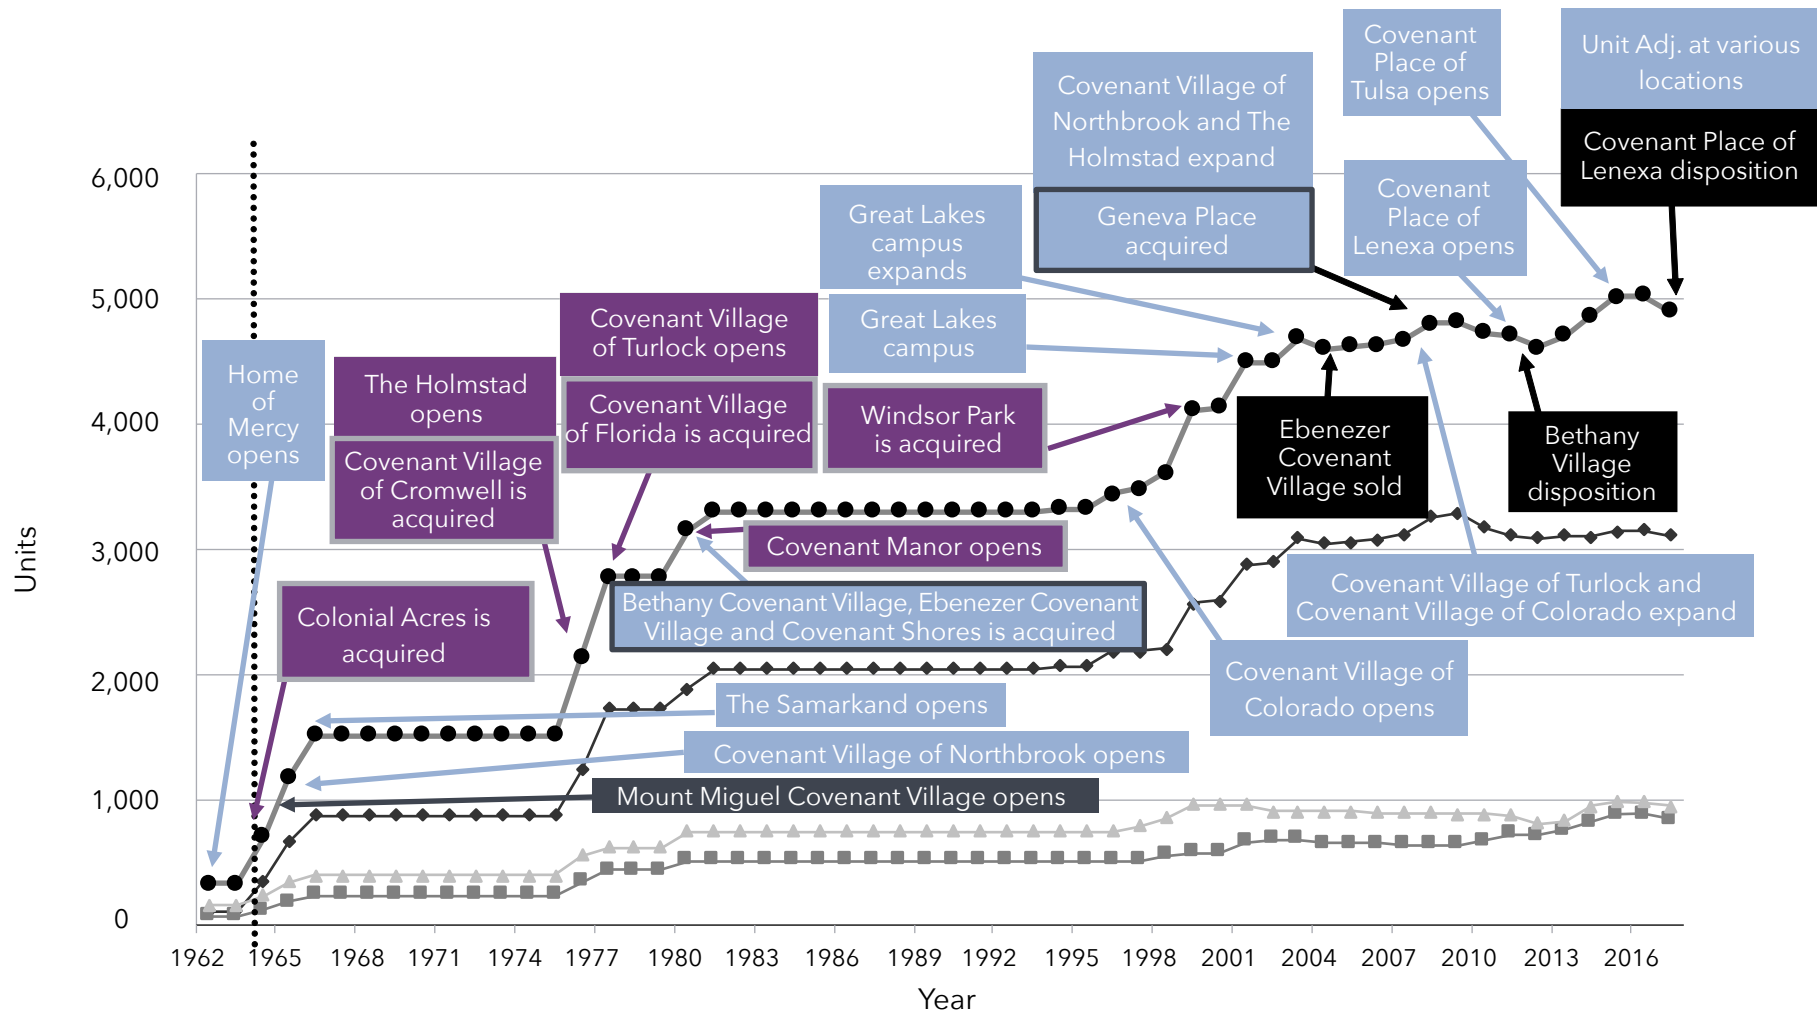 Covenant
Place of
Tulsa opens
Unit Adj. at various
locations
Covenant Place of
Lenexa disposition
Covenant Village of
Northbrook and The
Holmstad expand
Geneva Place
acquired
Covenant
Place of
Lenexa opens
Great Lakes
campus
expands
Great Lakes
campus
Covenant Village
of Turlock opens
Covenant Village
of Florida is acquired
Windsor Park
is acquired
Home
of
Mercy
opens
The Holmstad
opens
Covenant Village
of Cromwell is
acquired
Ebenezer
Covenant
Village sold
Bethany
Village
disposition
Covenant Manor opens
Colonial Acres is
acquired
Bethany Covenant Village, Ebenezer Covenant
Village and Covenant Shores is acquired
Covenant Village of Turlock and
Covenant Village of Colorado expand
Covenant Village of
Colorado opens
The Samarkand opens
Covenant Village of Northbrook opens
Mount Miguel Covenant Village opens
Units
6,000
5,000
4,000
3,000
2,000
1,000
0
1962 1965 1968 1971 1974 1977 1980 1983 1986 1989 1992 1995 1998 2001 2004 2007 2010 2013 2016
Year